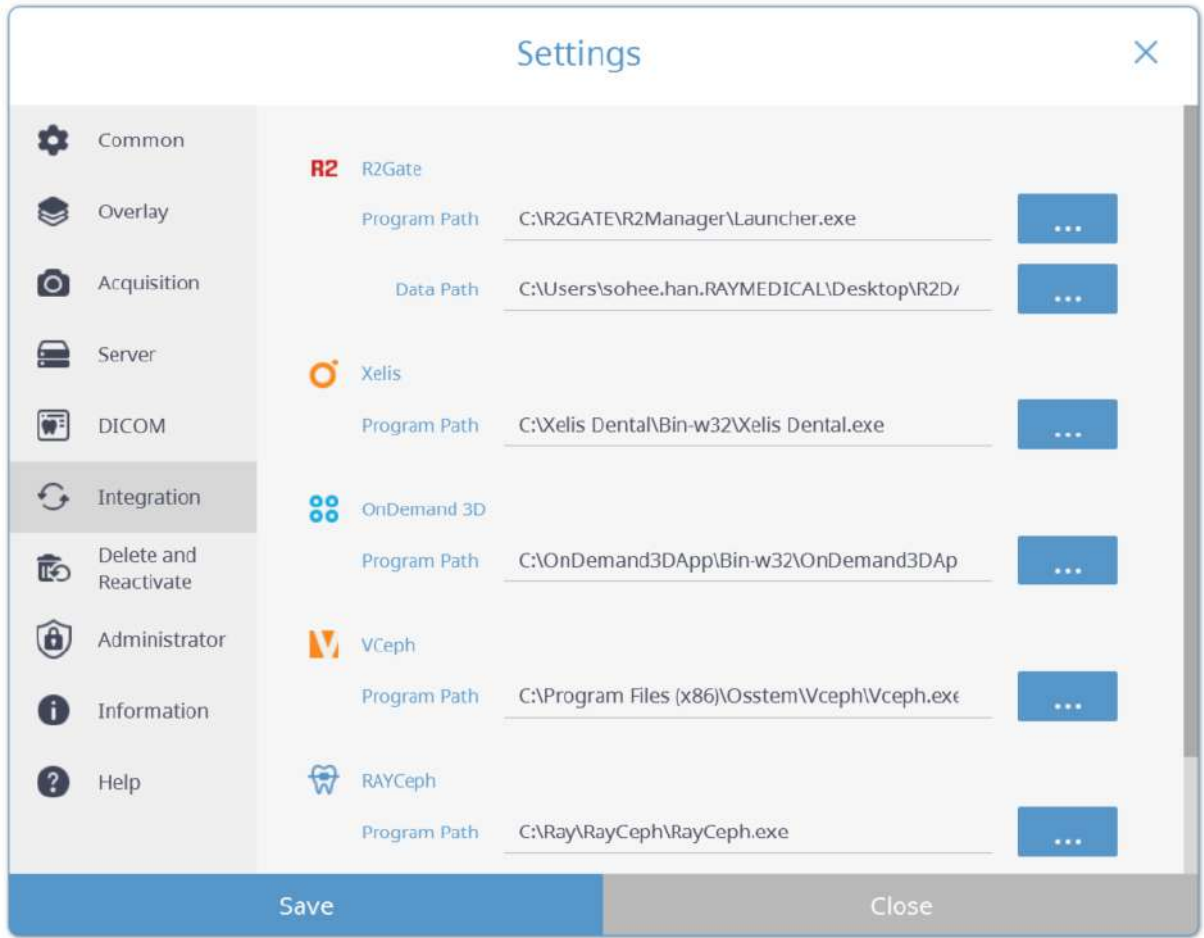 Settings
Common
Overlay
Acquisition
Server
DICOM
Integration
Delete and
Reactivate
Administrator
Information
Help
R2 R2Gate
Program Path C:\R2GATE\R2Manager\Launcher.exe ...
Data Path C:\Users\sohee.han.RAYMEDICAL\Desktop\R2D/ ...
Xelis
Program Path C:\Xelis Dental\Bin-w32\Xelis Dental.exe ...
OnDemand 3D
Program Path C:\OnDemand3DApp\Bin-w32\OnDemand3DAp ...
VCeph
Program Path C:\Program Files (x86)\Osstem\Vceph\Vceph.exe ...
RAYCeph
Program Path C:\Ray\RayCeph\RayCeph.exe ...
Save Close